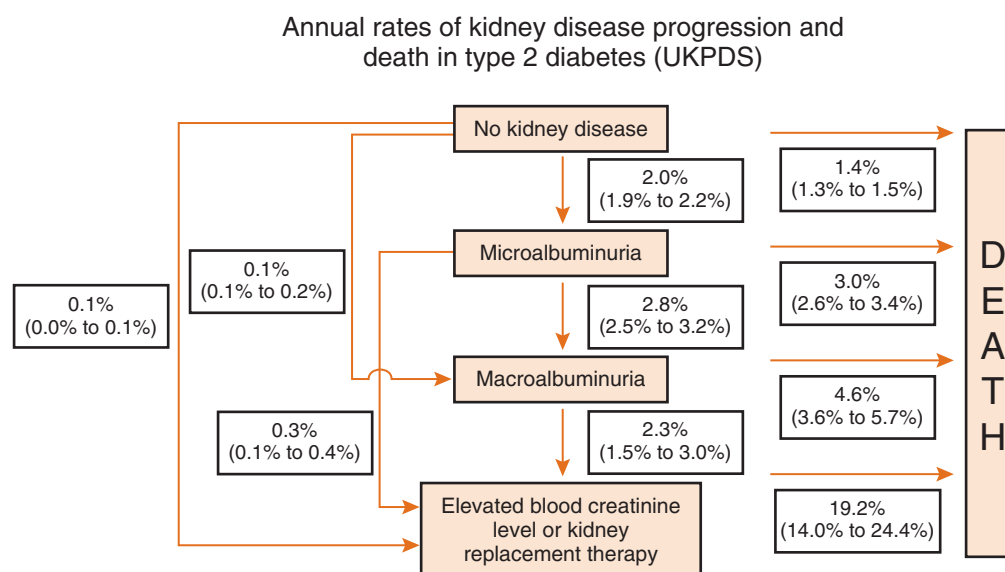 Annual rates of kidney disease progression and
death in type 2 diabetes (UKPDS)
No kidney disease
2.0%
(1.9% to 2.2%)
1.4%
(1.3% to 1.5%)
Microalbuminuria
0.1%
(0.1% to 0.2%)
3.0%
(2.6% to 3.4%)
0.1%
(0.0% to 0.1%)
2.8%
(2.5% to 3.2%)
Macroalbuminuria
4.6%
(3.6% to 5.7%)
0.3%
(0.1% to 0.4%)
2.3%
(1.5% to 3.0%)
Elevated blood creatinine
level or kidney
replacement therapy
19.2%
(14.0% to 24.4%)
D
E
A
T
H